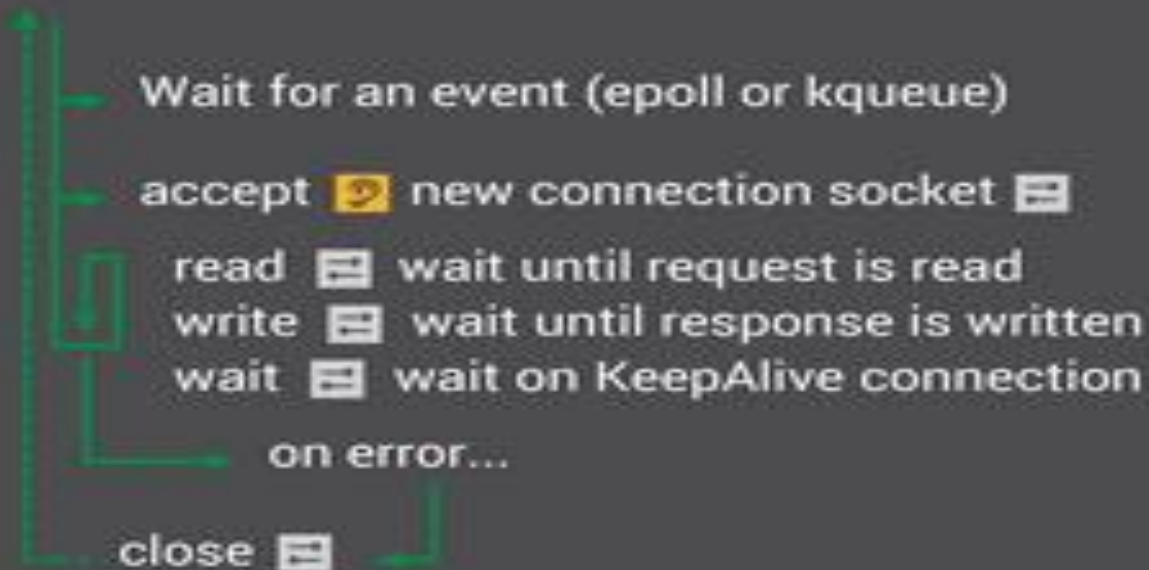 Wait for an event (epoll or kqueue)
accept new connection socket
read wait until request is read
write wait until response is written
wait wait on KeepAlive connection
on error...
close